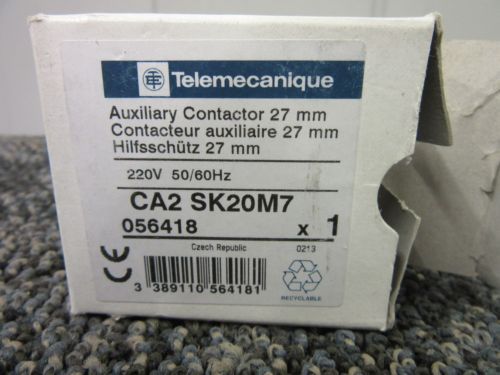 Telemecanique
Auxiliary Contactor 27 mm
Contacteur auxiliaire 27 mm
Hilfsschütz 27 mm
220V 50/60Hz
CA2 SK20M7
056418 x 1
Czech Republic 0213
CE
3 389110 564181
RECYCLABLE